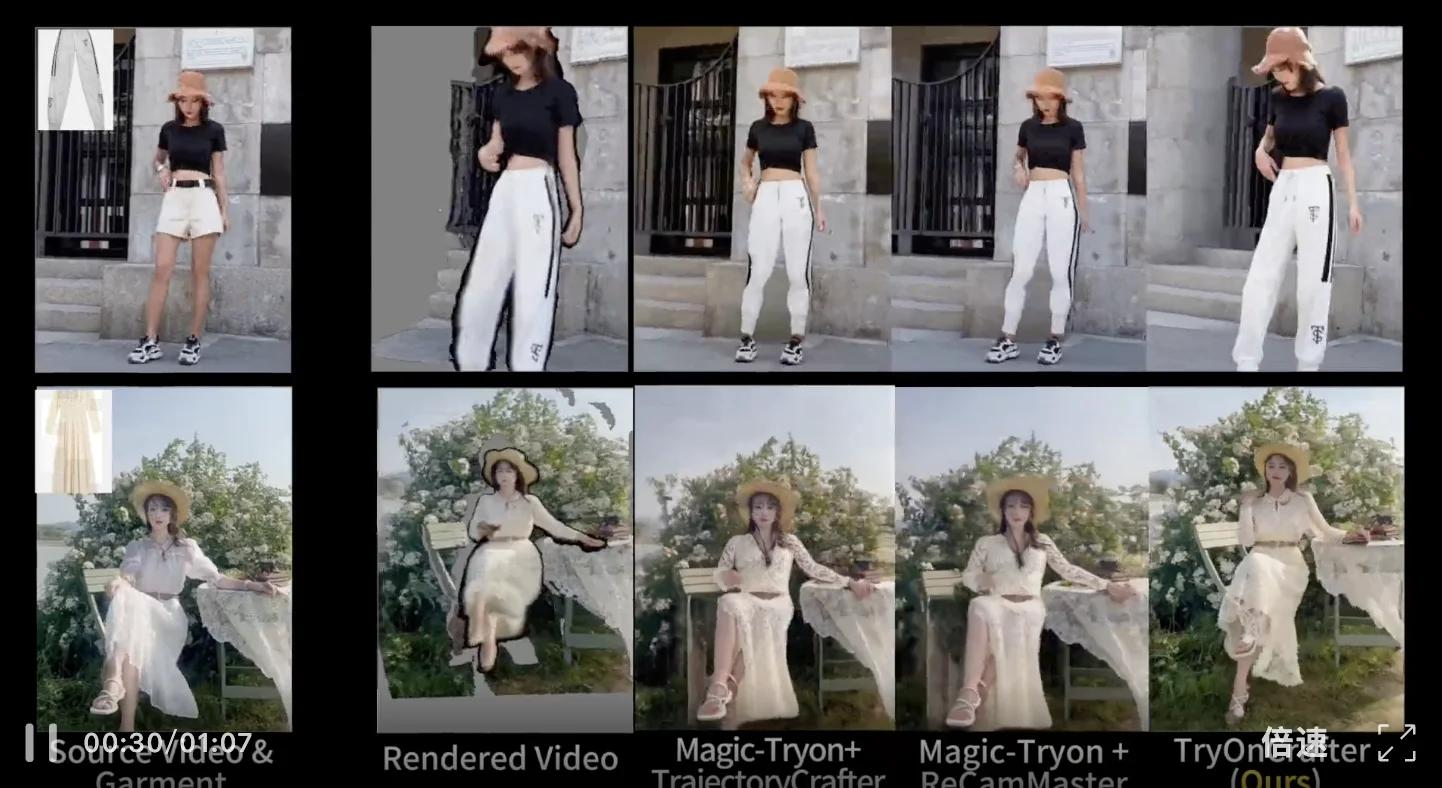 Source Video &
Garment
00:30/01:07
Rendered Video
Magic-Tryon+
TrajectoryCrafter
Magic-Tryon +
ReCamMaster
TryOnCrafter
(Ours)
倍速